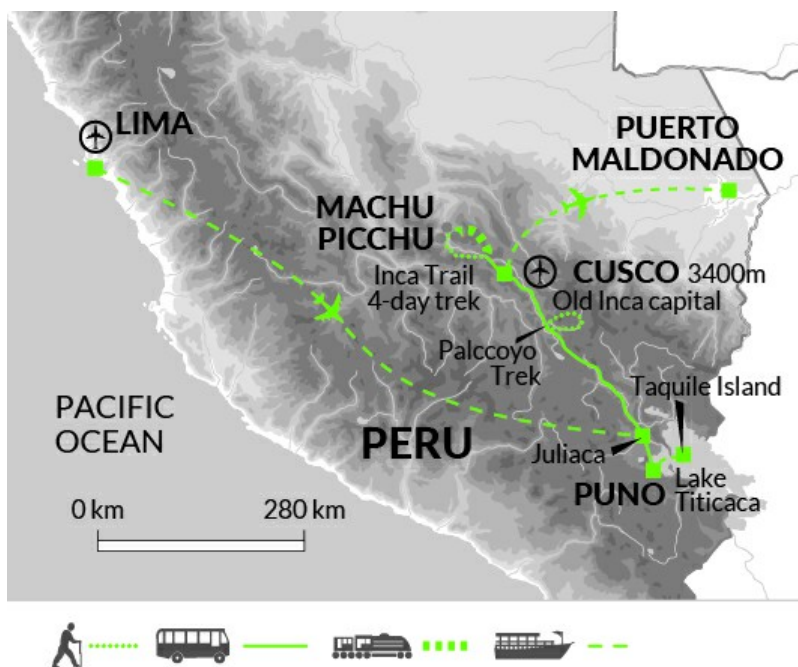 LIMA
PUERTO
MALDONADO
MACHU
PICCHU
Inca Trail
4-day trek
CUSCO 3400m
Old Inca capital
Palccoyo
Trek
Taquile Island
PACIFIC
OCEAN
PERU
Juliaca
PUNO
Lake
Titicaca
0 km 280 km